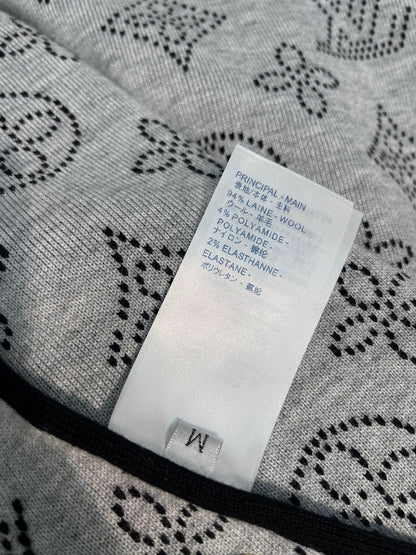 PRINCIPAL - MAIN
表地/本体 - 主料
94% LAINE - WOOL
ウール - 羊毛
4% POLYAMIDE -
POLYAMIDE -
ナイロン - 锦纶
2% ELASTHANNE -
ELASTANE -
ポリウレタン - 氨纶
M